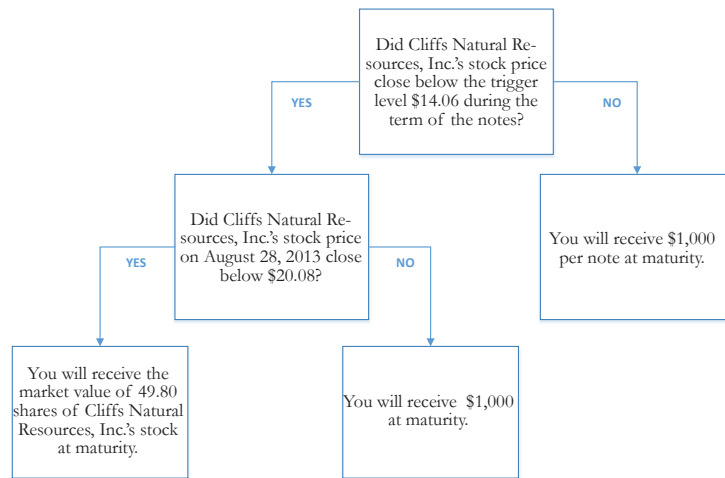 Did Cliffs Natural Re-
sources, Inc.'s stock price
close below the trigger
level $14.06 during the
term of the notes?
YES
NO
Did Cliffs Natural Re-
sources, Inc.'s stock price
on August 28, 2013 close
below $20.08?
You will receive $1,000
per note at maturity.
YES
NO
You will receive the
market value of 49.80
shares of Cliffs Natural
Resources, Inc.'s stock
at maturity.
You will receive $1,000
at maturity.